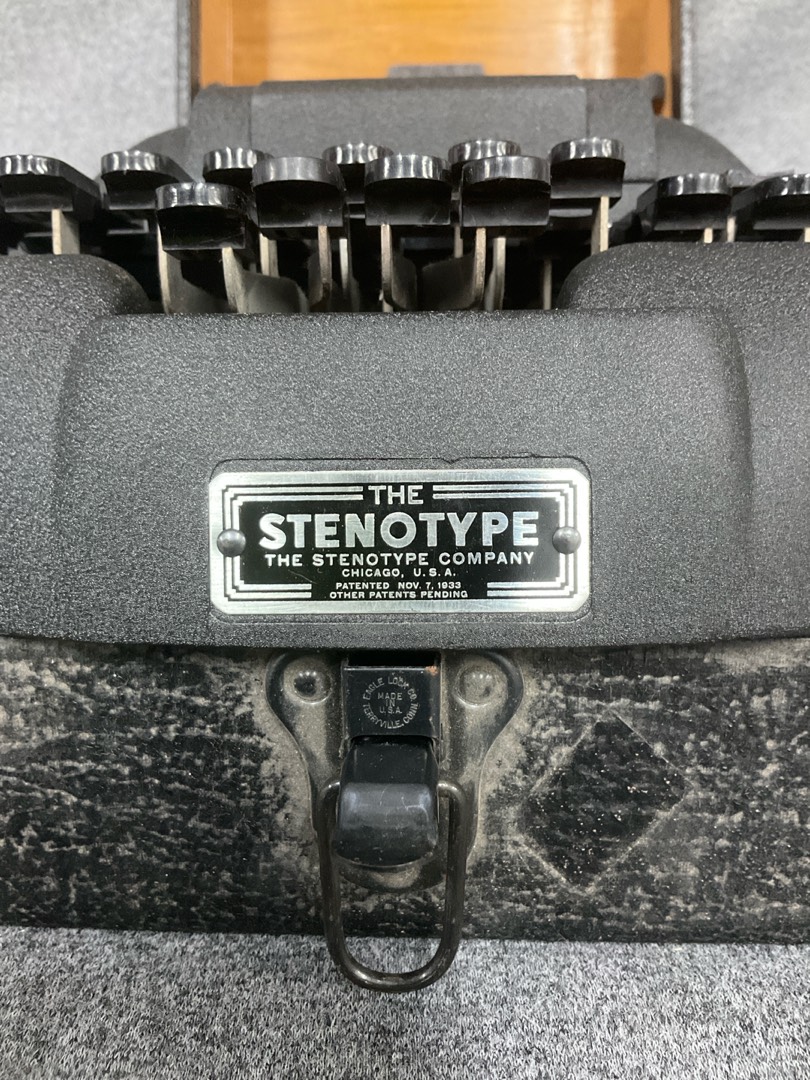 THE
STENOTYPE
THE STENOTYPE COMPANY
CHICAGO, U.S.A.
PATENTED NOV. 7, 1933
OTHER PATENTS PENDING
EAGLE LOCK CO.
MADE
IN
U.S.A.
TERRYVILLE, CONN.